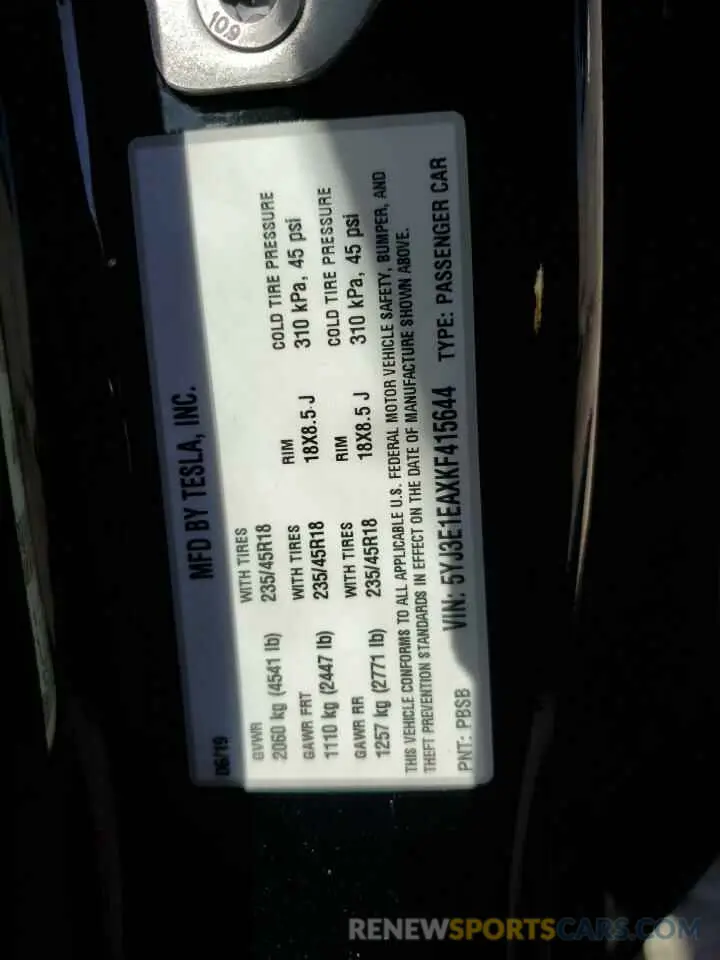 10.9
MFD BY TESLA, INC.
06/19
GVWR WITH TIRES COLD TIRE PRESSURE
2060 kg (4541 lb) 235/45R18 RIM 310 kPa, 45 psi
GAWR FRT WITH TIRES 18X8.5 J COLD TIRE PRESSURE
1110 kg (2447 lb) 235/45R18 RIM 310 kPa, 45 psi
GAWR RR WITH TIRES 18X8.5 J
1257 kg (2771 lb) 235/45R18
THIS VEHICLE CONFORMS TO ALL APPLICABLE U.S. FEDERAL MOTOR VEHICLE SAFETY, BUMPER, AND
THEFT PREVENTION STANDARDS IN EFFECT ON THE DATE OF MANUFACTURE SHOWN ABOVE.
PNT: PBSB VIN: 5YJ3E1EAXKF415644 TYPE: PASSENGER CAR
RENEWSPORTSCARS.COM